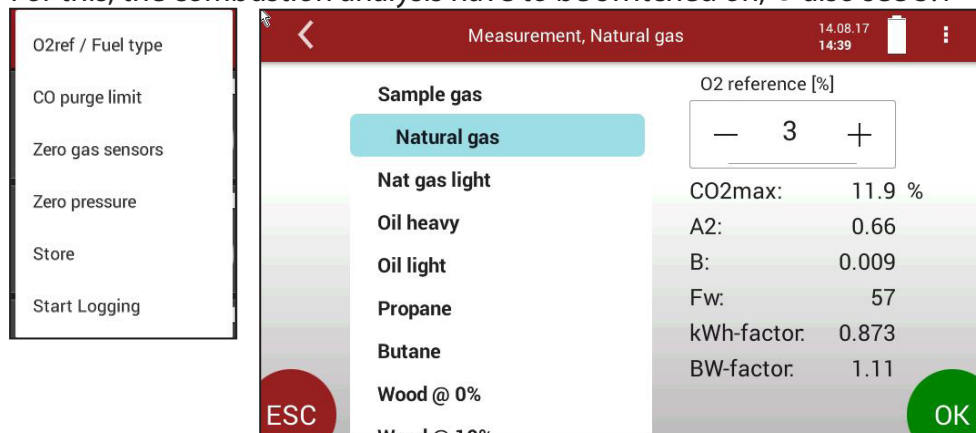 O2ref / Fuel type
CO purge limit
Zero gas sensors
Zero pressure
Store
Start Logging
Measurement, Natural gas
14.08.17
14:39
Sample gas
Natural gas
Nat gas light
Oil heavy
Oil light
Propane
Butane
Wood @ 0%
O2 reference [%]
— 3 +
CO2max: 11.9 %
A2: 0.66
B: 0.009
Fw: 57
kWh-factor: 0.873
BW-factor: 1.11
ESC
OK